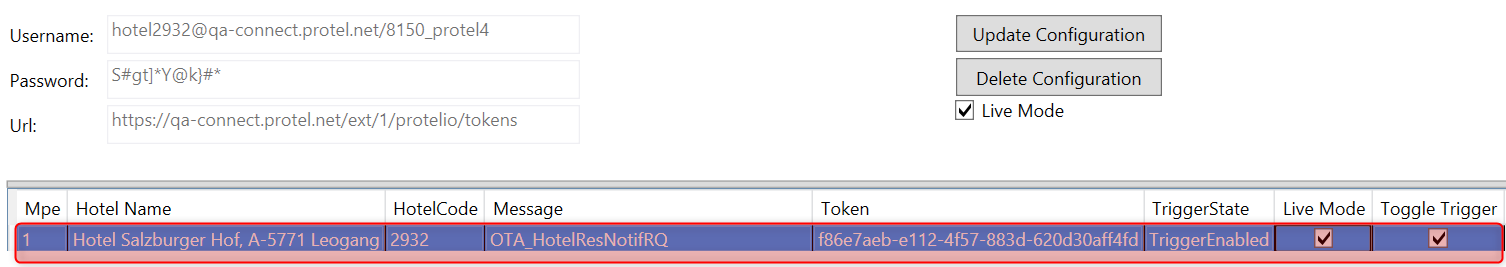 Username: hotel2932@qa-connect.protel.net/8150_protel4 Update Configuration
Password: S#gt]*Y@k}#* Delete Configuration
Live Mode
Url: https://qa-connect.protel.net/ext/1/protelio/tokens
Mpe Hotel Name HotelCode Message Token TriggerState Live Mode Toggle Trigger
1 Hotel Salzburger Hof, A-5771 Leogang 2932 OTA_HotelResNotifRQ f86e7aeb-e112-4f57-883d-620d30aff4fd TriggerEnabled